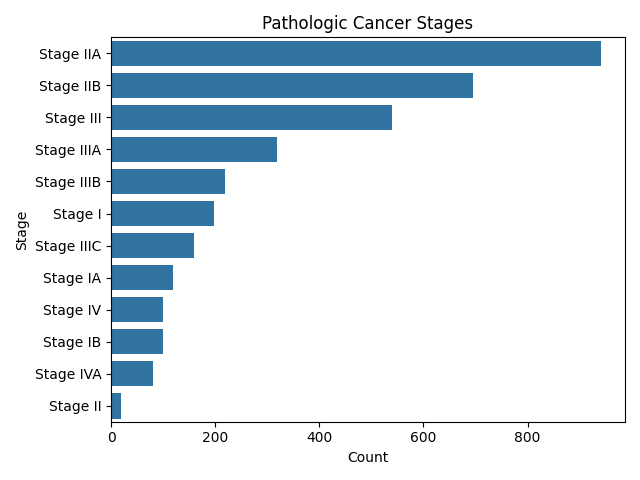 Pathologic Cancer Stages
Stage IIA
Stage IIB
Stage III
Stage IIIA
Stage IIIB
Stage I
Stage IIIC
Stage IA
Stage IV
Stage IB
Stage IVA
Stage II
Stage
0 200 400 600 800
Count